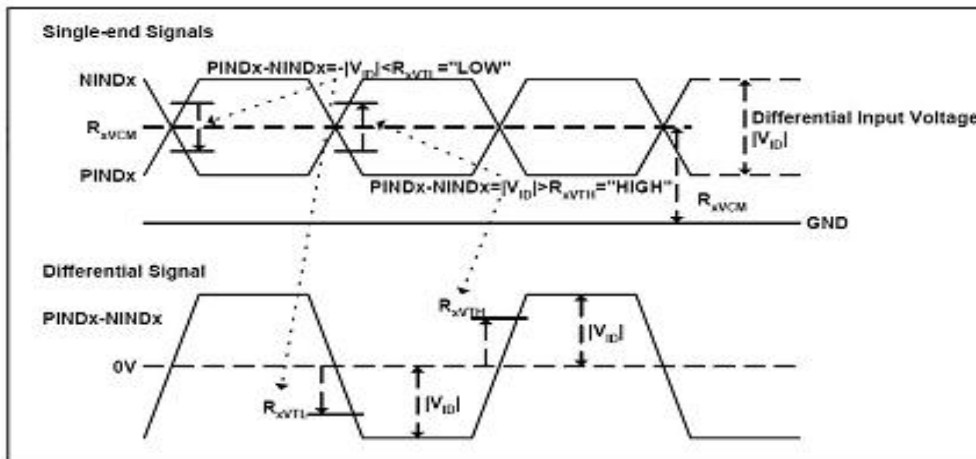 Single-end Signals
PINDx-NINDx=-|VID|<RxVTL="LOW"
NINDx
RxVCM
Differential Input Voltage
|VID|
PINDx
PINDx-NINDx=|VID|>RxVTH="HIGH"
RxVCM
GND
Differential Signal
RxVTH
PINDx-NINDx
|VID|
0V
RxVTL
|VID|